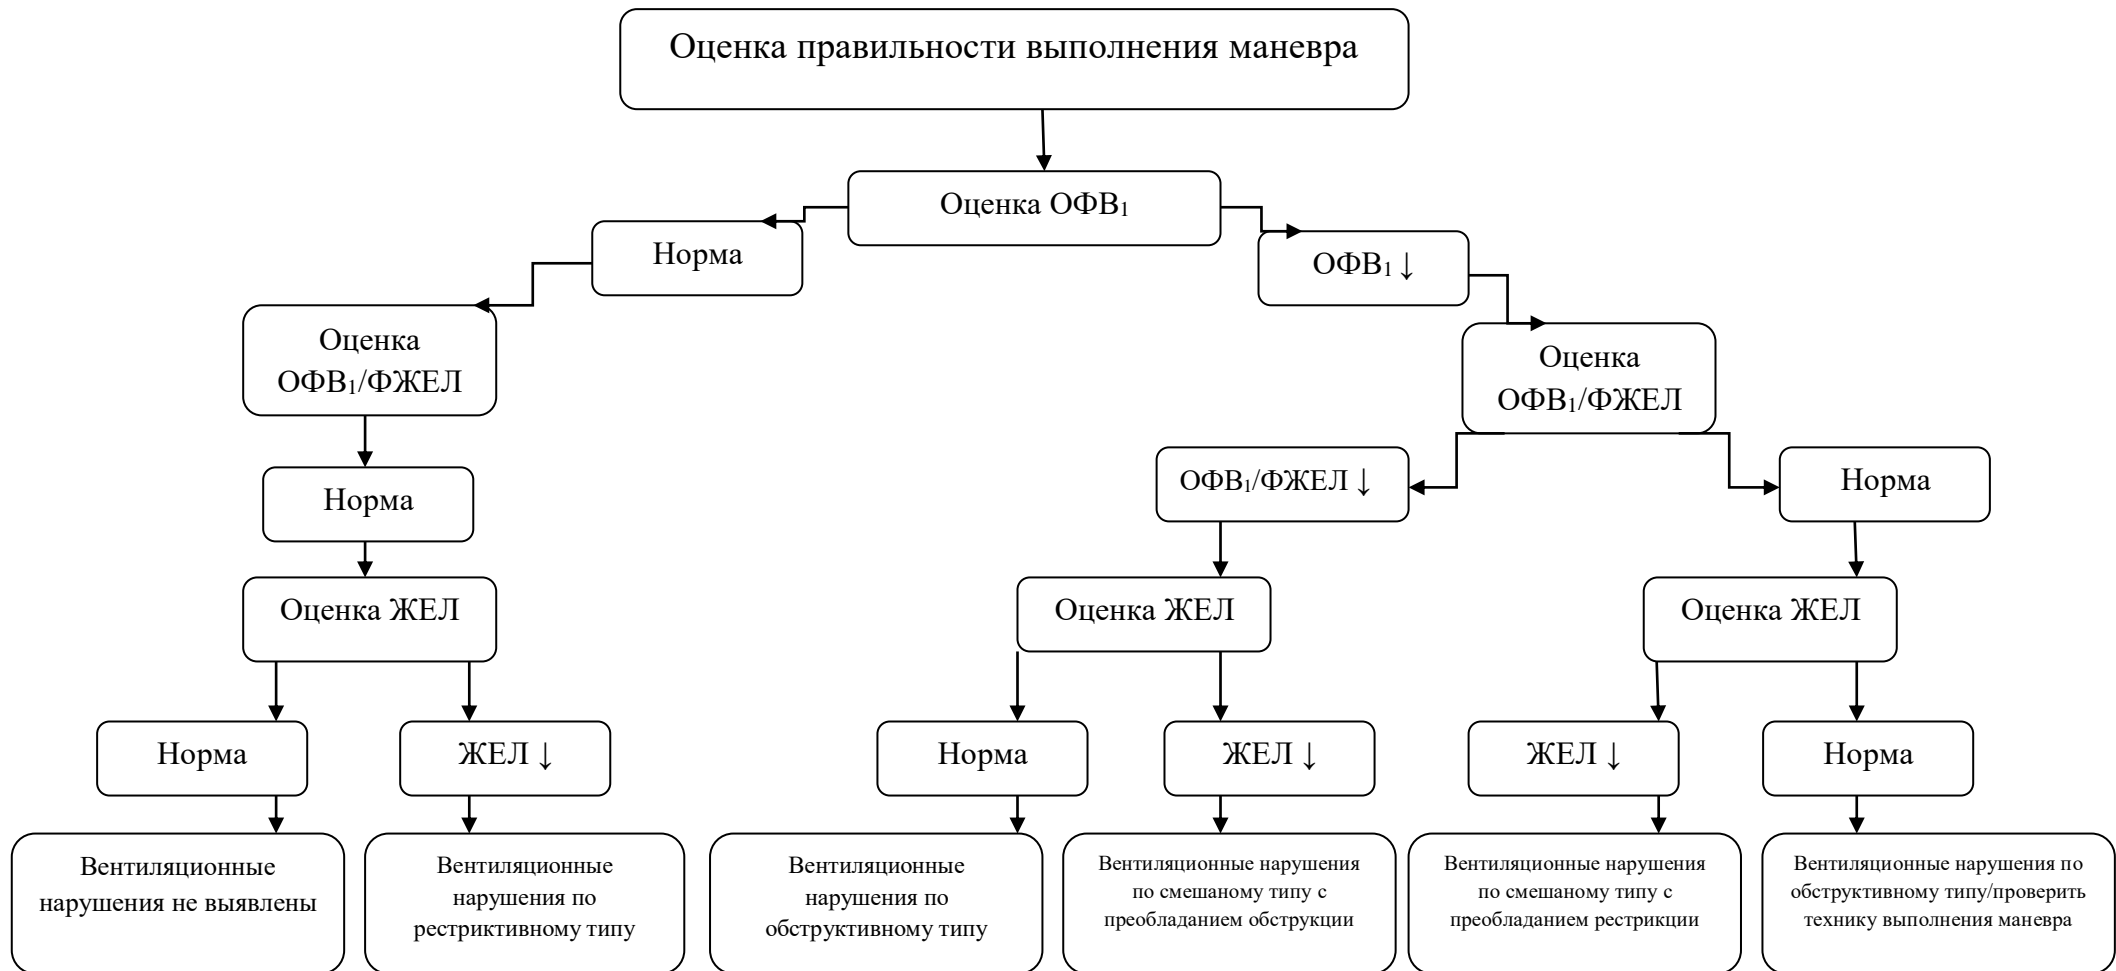 Оценка правильности выполнения маневра
Оценка ОФВ₁
Норма
ОФВ₁ ↓
Оценка
ОФВ₁/ФЖЕЛ
Оценка
ОФВ₁/ФЖЕЛ
Норма
ОФВ₁/ФЖЕЛ ↓
Норма
Оценка ЖЕЛ
Оценка ЖЕЛ
Оценка ЖЕЛ
Норма
ЖЕЛ ↓
Норма
ЖЕЛ ↓
ЖЕЛ ↓
Норма
Вентиляционные
нарушения не выявлены
Вентиляционные
нарушения по
рестриктивному типу
Вентиляционные
нарушения по
обструктивному типу
Вентиляционные нарушения
по смешаному типу с
преобладанием обструкции
Вентиляционные нарушения
по смешаному типу с
преобладанием рестрикции
Вентиляционные нарушения по
обструктивному типу/проверить
технику выполнения маневра